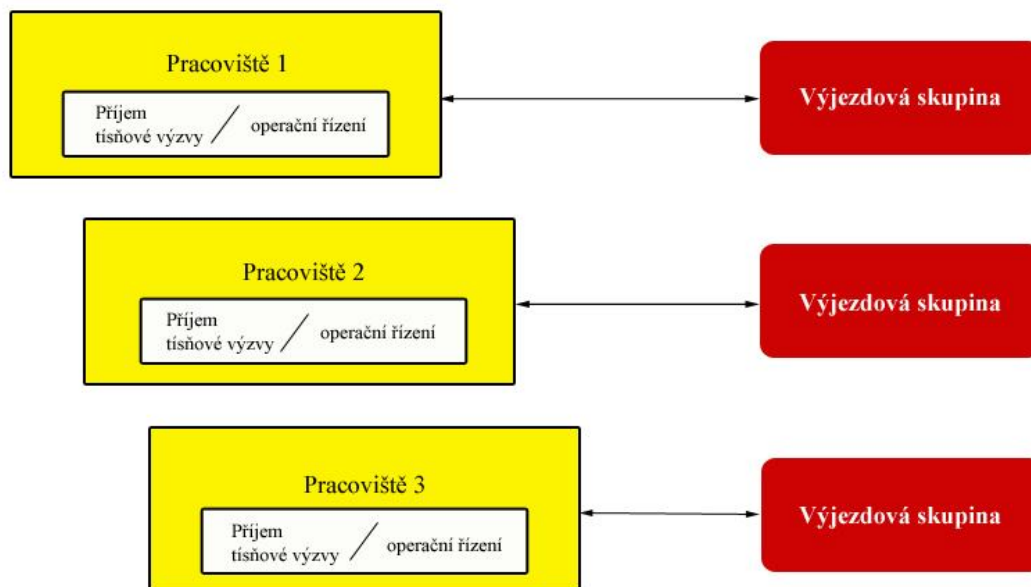 Pracoviště 1
Příjem
tísňové výzvy / operační řízení
Výjezdová skupina
Pracoviště 2
Příjem
tísňové výzvy / operační řízení
Výjezdová skupina
Pracoviště 3
Příjem
tísňové výzvy / operační řízení
Výjezdová skupina